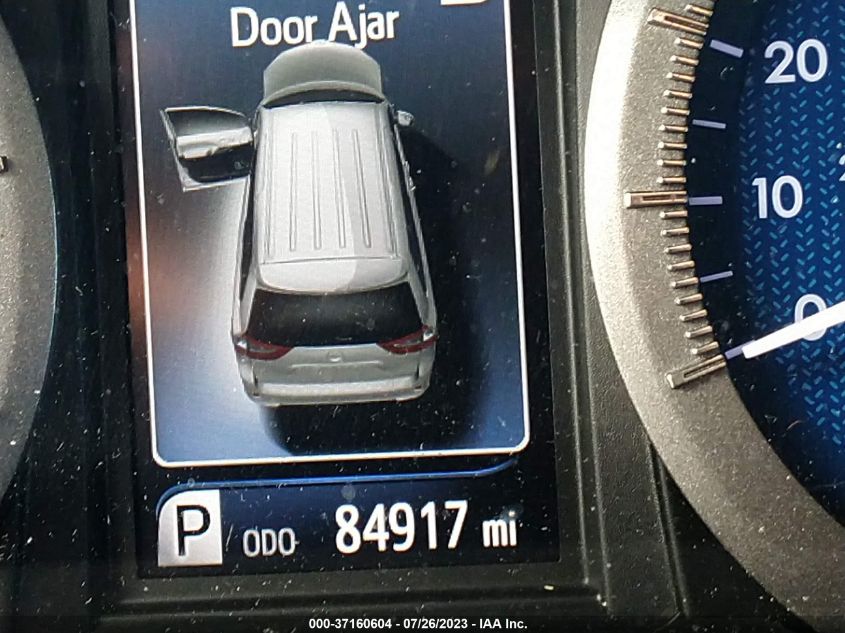 Door Ajar
20
10
0
P / ODO 84917 mi
000-37160604 / 07/26/2023 - IAA Inc.